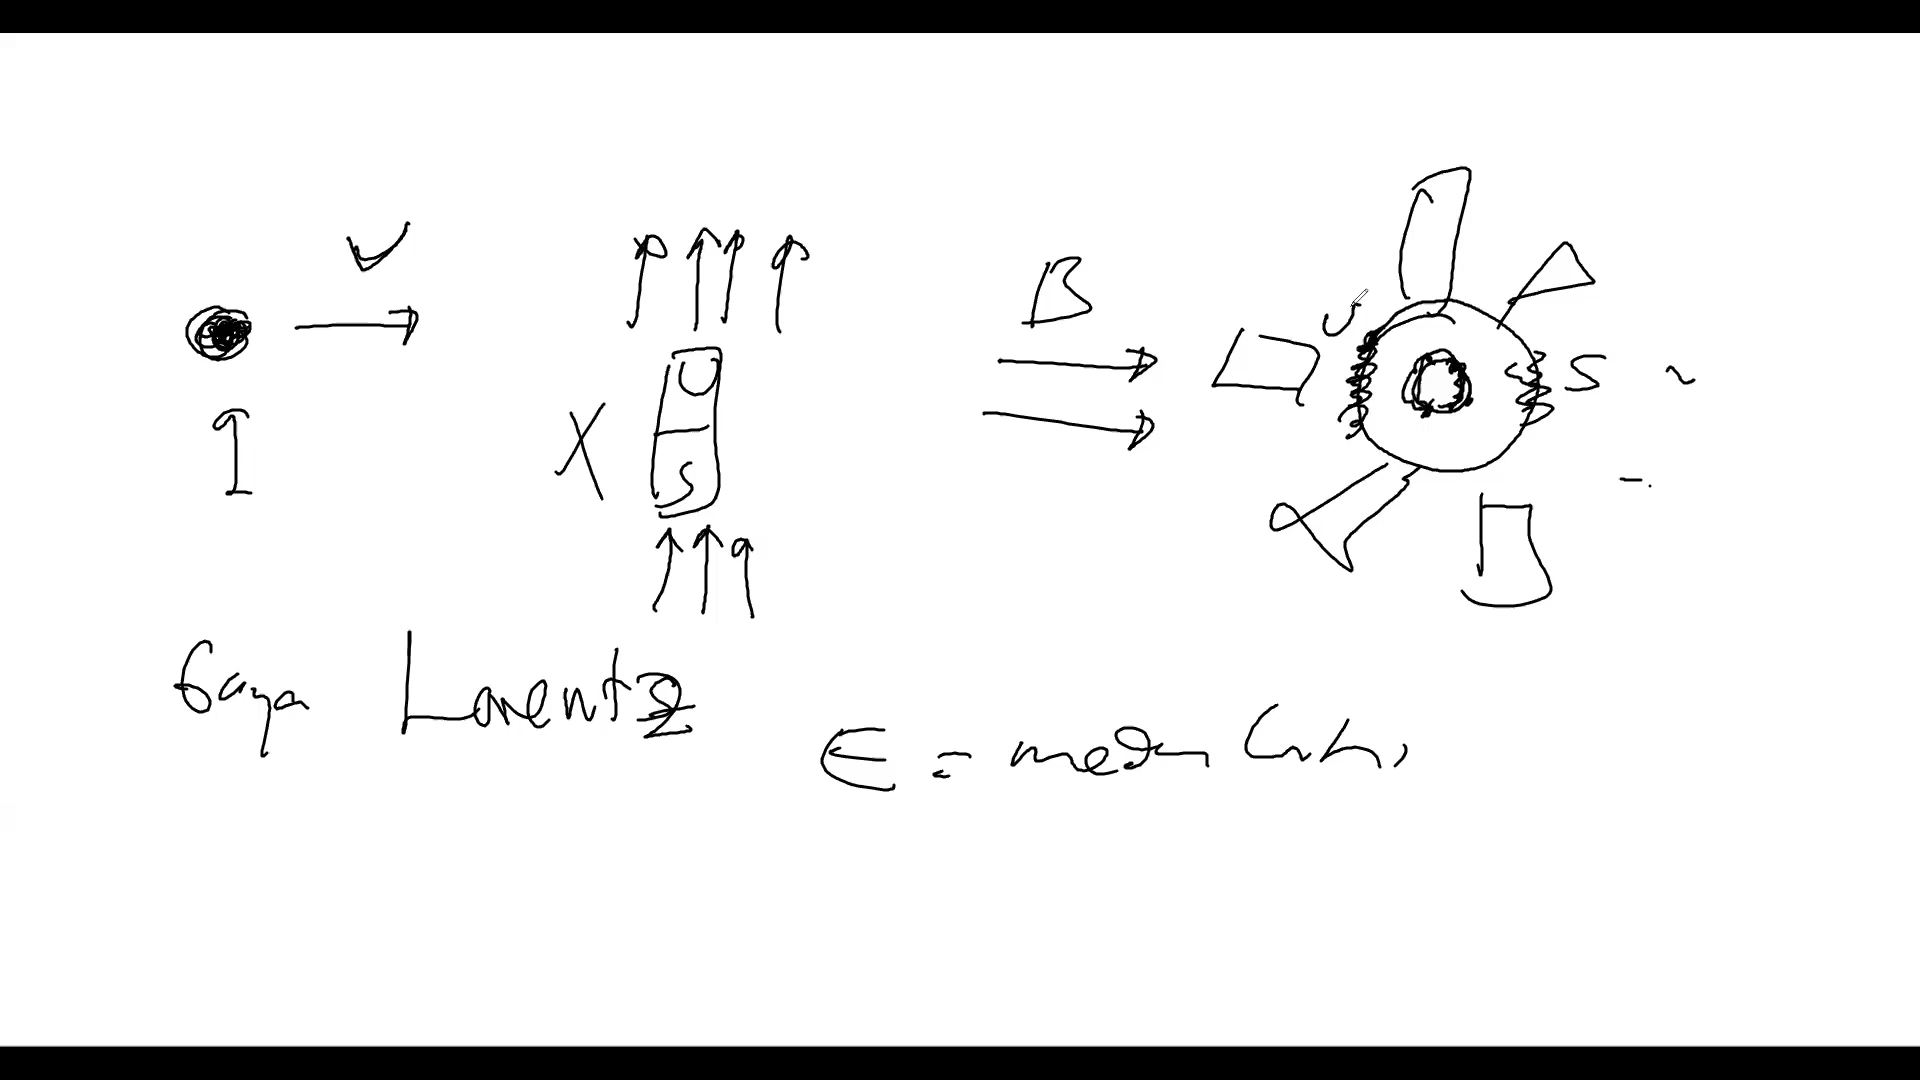 v
B
U
S
U
S
X
q
Gaya Lorentz
E = medan listrik